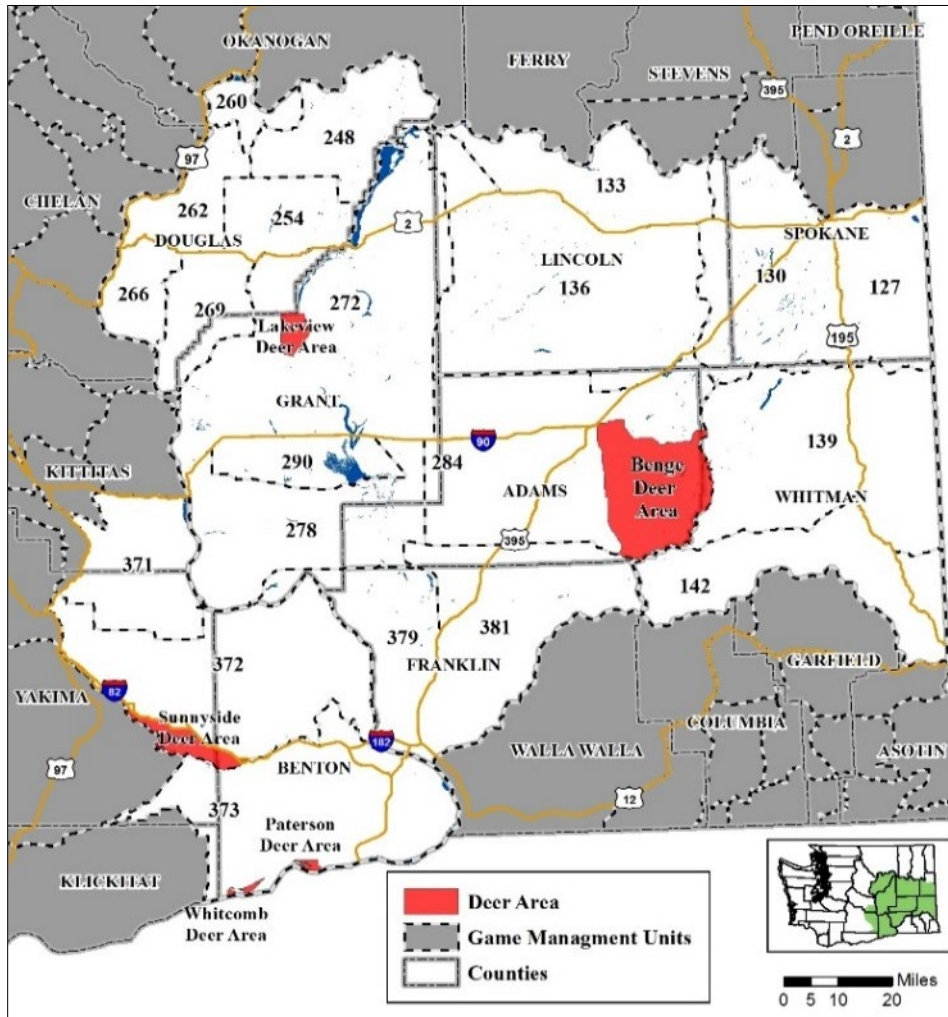 OKANOGAN
FERRY
PEND OREILLE
STEVENS
395
2
260
248
97
133
CHELAN
262
254
2
DOUGLAS
SPOKANE
LINCOLN
136
130
127
266
269
272
Lakeview
Deer Area
195
GRANT
90
139
290
284
Benge
Deer
Area
KITTITAS
ADAMS
WHITMAN
278
395
371
142
379
381
372
FRANKLIN
GARFIELD
YAKIMA
82
Sunnyside
Deer Area
182
COLUMBIA
WALLA WALLA
ASOTIN
97
BENTON
12
373
Paterson
Deer Area
KLICKITAT
Whitcomb
Deer Area
Deer Area
Game Managment Units
Counties
Miles
0 5 10 20